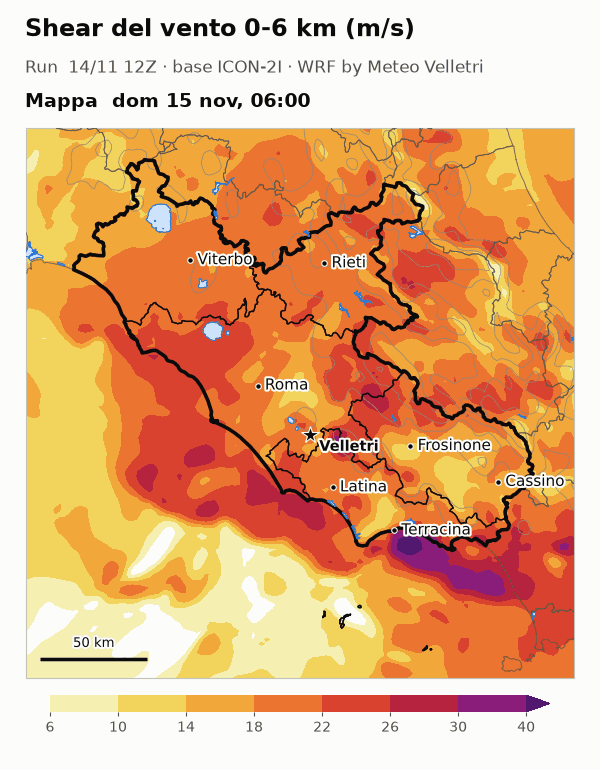 Shear del vento 0-6 km (m/s)
Run  14/11 12Z · base ICON-2I · WRF by Meteo Velletri
Mappa  dom 15 nov, 06:00
Viterbo
Rieti
Roma
Velletri
Frosinone
Cassino
Latina
Terracina
50 km
6 10 14 18 22 26 30 40